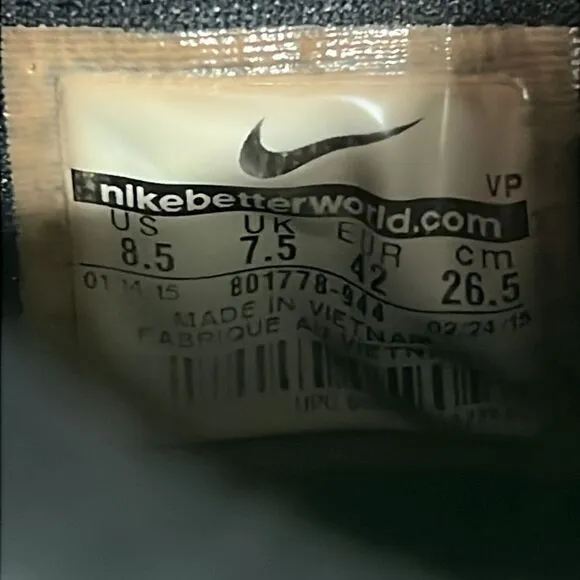 VP
nikebetterworld.com
US UK EUR cm
8.5 7.5 42 26.5
01 14 15 801778-944 02/24/15
MADE IN VIETNAM
FABRIQUE AU VIETNAM
UPC